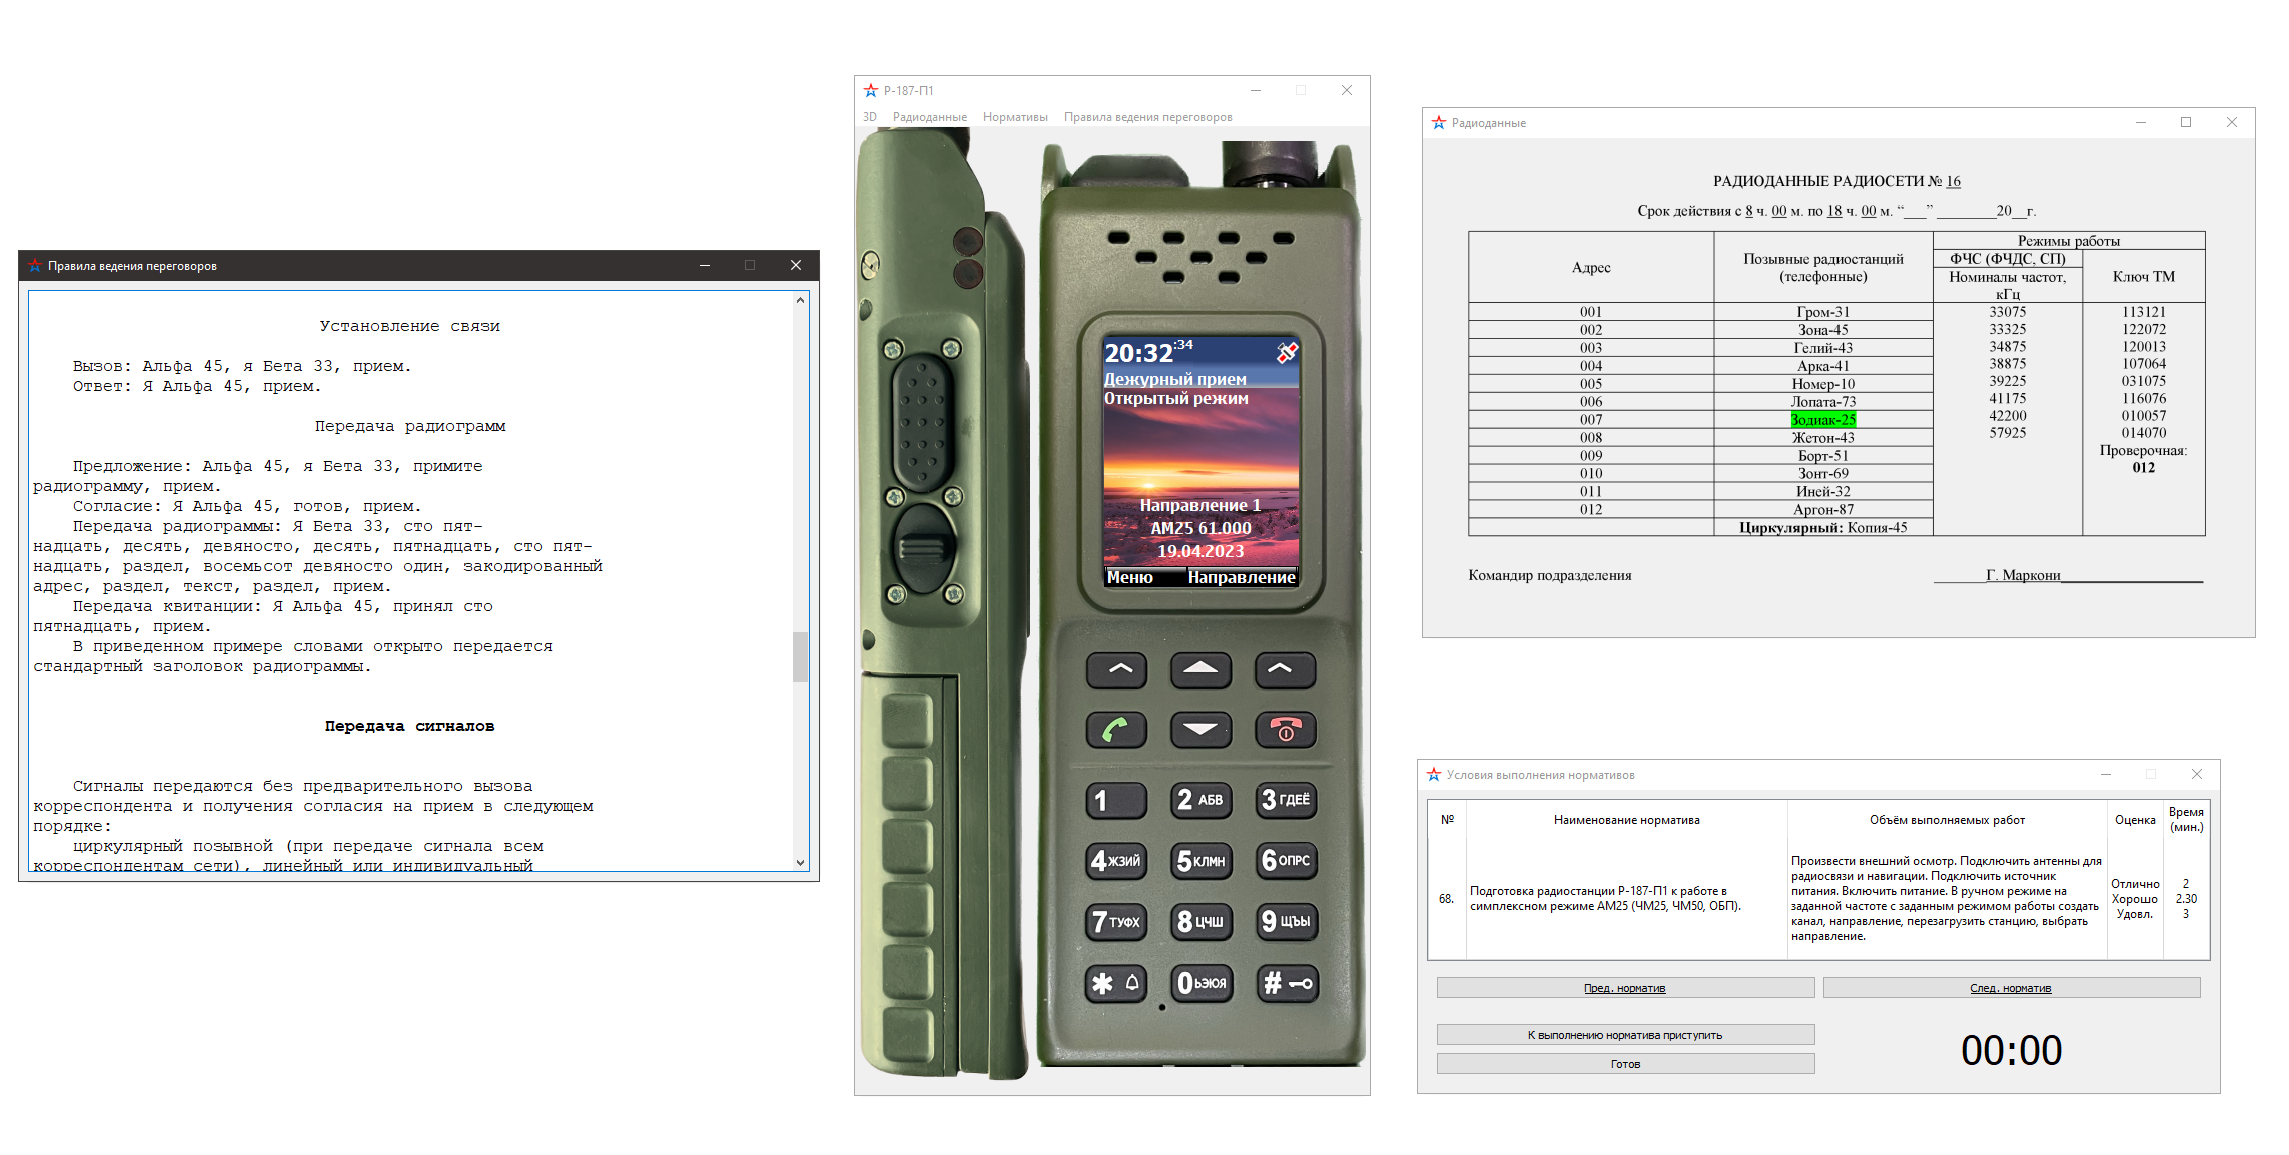 Правила ведения переговоров
Установление связи
Вызов: Альфа 45, я Бета 33, прием.
Ответ: Я Альфа 45, прием.
Передача радиограмм
Предложение: Альфа 45, я Бета 33, примите
радиограмму, прием.
Согласие: Я Альфа 45, готов, прием.
Передача радиограммы: Я Бета 33, сто пят-
надцать, десять, девяносто, десять, пятнадцать, сто пят-
надцать, раздел, восемьсот девяносто один, закодированный
адрес, раздел, текст, раздел, прием.
Передача квитанции: Я Альфа 45, принял сто
пятнадцать, прием.
В приведенном примере словами открыто передается
стандартный заголовок радиограммы.
Передача сигналов
Сигналы передаются без предварительного вызова
корреспондента и получения согласия на прием в следующем
порядке:
циркулярный позывной (при передаче сигнала всем
корреспондентам сети), линейный или индивидуальный
Р-187-П1
3D Радиоданные Нормативы Правила ведения переговоров
20:32:34
Дежурный прием
Открытый режим
Направление 1
АМ25 61.000
19.04.2023
Меню Направление
1 2 АБВ 3 ГДЕЁ
4 ЖЗИЙ 5 КЛМН 6 ОПРС
7 ТУФХ 8 ЦЧШ 9 ЩЪЫ
* 0 ЬЭЮЯ #
Радиоданные
РАДИОДАННЫЕ РАДИОСЕТИ № 16
Срок действия с 8 ч. 00 м. по 18 ч. 00 м. “___” ________20__г.
Адрес
Позывные радиостанций
(телефонные)
Режимы работы
ФЧС (ФЧДС, СП)
Номиналы частот,
кГц
Ключ ТМ
001 Гром-31 33075 113121
002 Зона-45 33325 122072
003 Гелий-43 34875 120013
004 Арка-41 38875 107064
005 Номер-10 39225 031075
006 Лопата-73 41175 116076
007 Зодиак-25 42200 010057
008 Жетон-43 57925 014070
009 Борт-51 Проверочная:
010 Зонт-69 012
011 Иней-32
012 Аргон-87
Циркулярный: Копия-45
Командир подразделения _______Г. Маркони___________________
Условия выполнения нормативов
№ Наименование норматива Объём выполняемых работ Оценка Время
(мин.)
68.
Подготовка радиостанции Р-187-П1 к работе в
симплексном режиме АМ25 (ЧМ25, ЧМ50, ОБП).
Произвести внешний осмотр. Подключить антенны для
радиосвязи и навигации. Подключить источник
питания. Включить питание. В ручном режиме на
заданной частоте с заданным режимом работы создать
канал, направление, перезагрузить станцию, выбрать
направление.
Отлично 2
Хорошо 2.30
Удовл. 3
Пред. норматив След. норматив
К выполнению норматива приступить
Готов
00:00